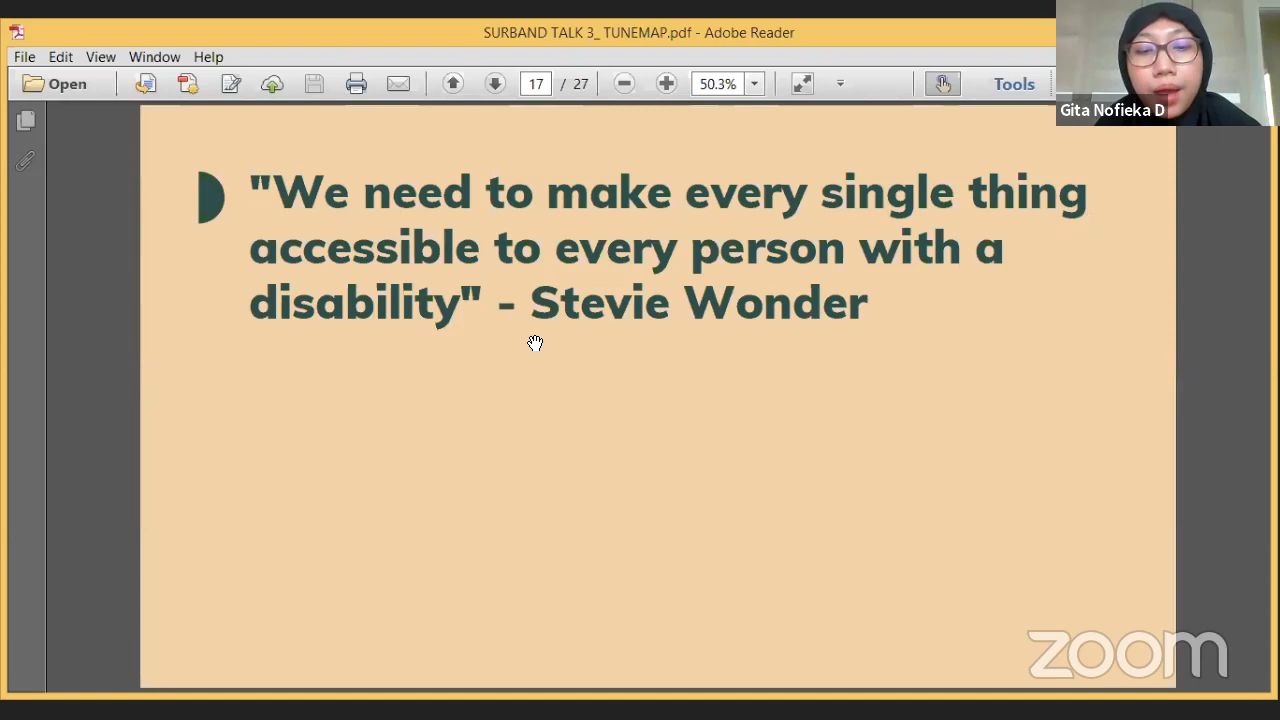 SURBAND TALK 3_ TUNEMAP.pdf - Adobe Reader
File Edit View Window Help
Open 17 / 27 50.3% Tools
Gita Nofieka D
"We need to make every single thing
accessible to every person with a
disability" - Stevie Wonder
zoom